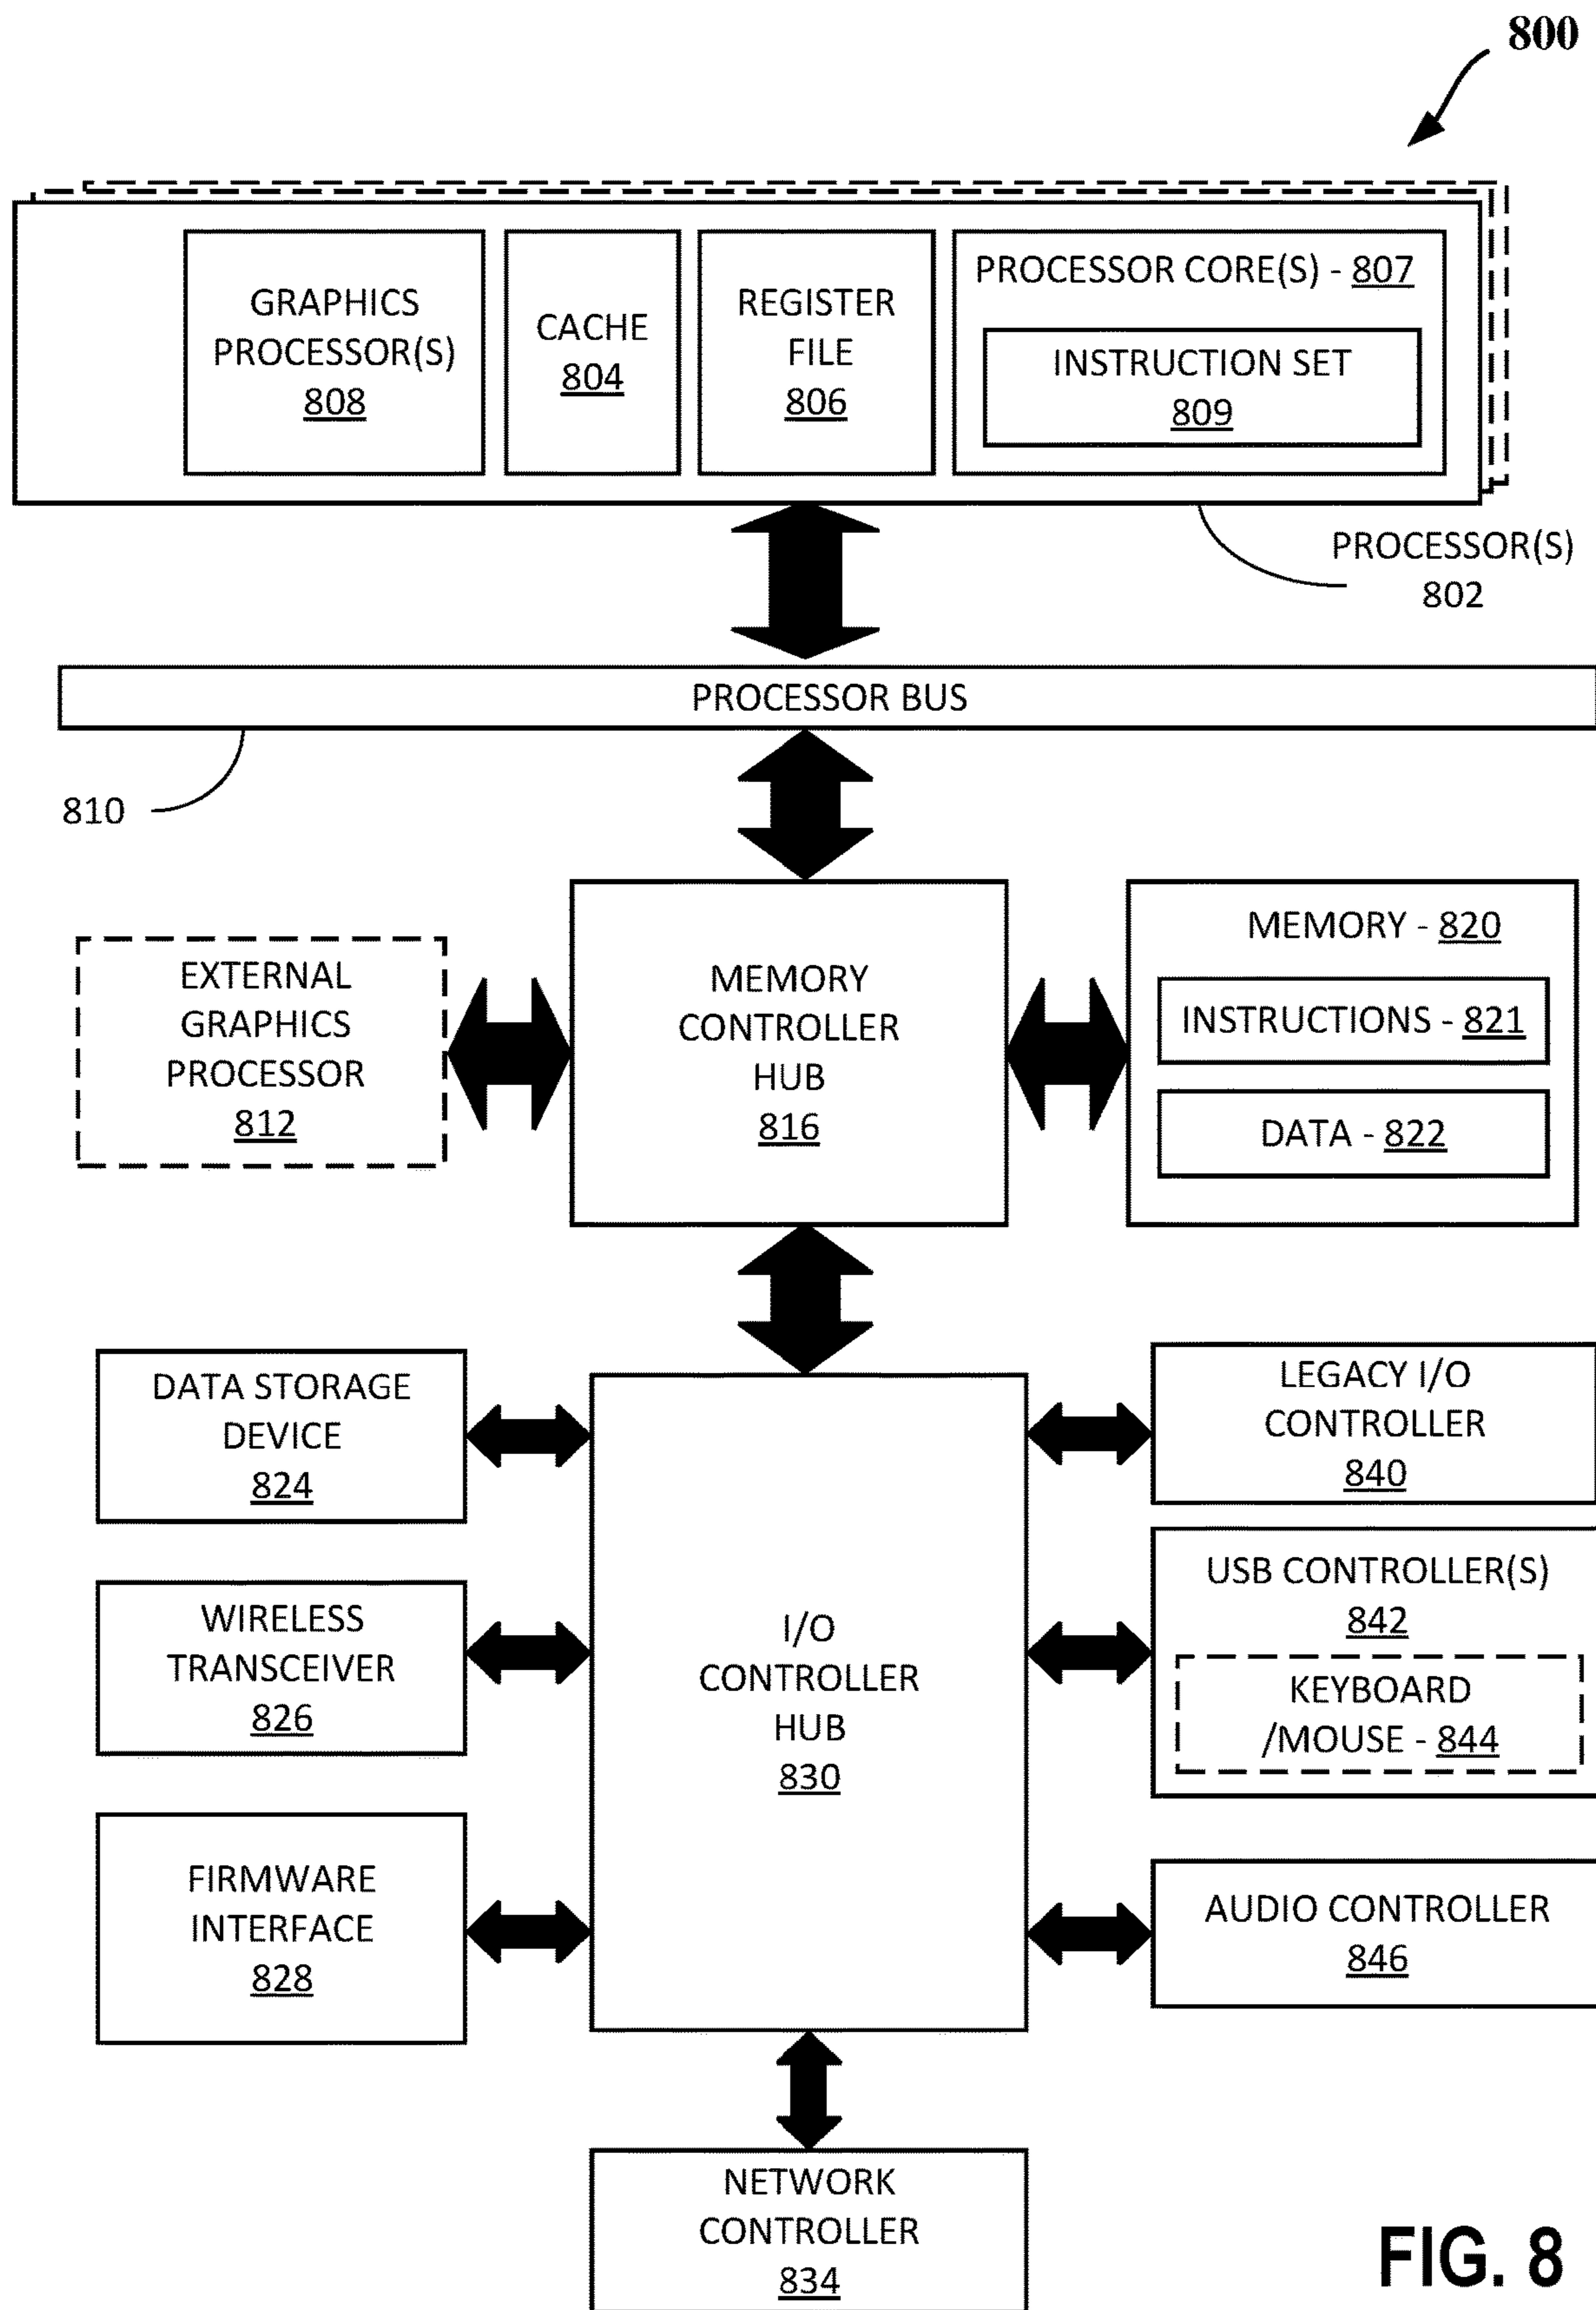 800
GRAPHICS
PROCESSOR(S)
808
CACHE
804
REGISTER
FILE
806
PROCESSOR CORE(S) - 807
INSTRUCTION SET
809
PROCESSOR(S)
802
PROCESSOR BUS
810
EXTERNAL
GRAPHICS
PROCESSOR
812
MEMORY
CONTROLLER
HUB
816
MEMORY - 820
INSTRUCTIONS - 821
DATA - 822
DATA STORAGE
DEVICE
824
WIRELESS
TRANSCEIVER
826
FIRMWARE
INTERFACE
828
I/O
CONTROLLER
HUB
830
LEGACY I/O
CONTROLLER
840
USB CONTROLLER(S)
842
KEYBOARD
/MOUSE - 844
AUDIO CONTROLLER
846
NETWORK
CONTROLLER
834
FIG. 8